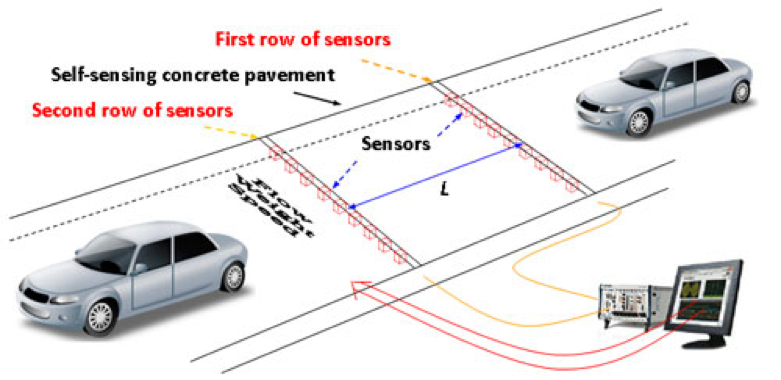 First row of sensors
Self-sensing concrete pavement
Second row of sensors
Sensors
L
Flow
Weight
Speed